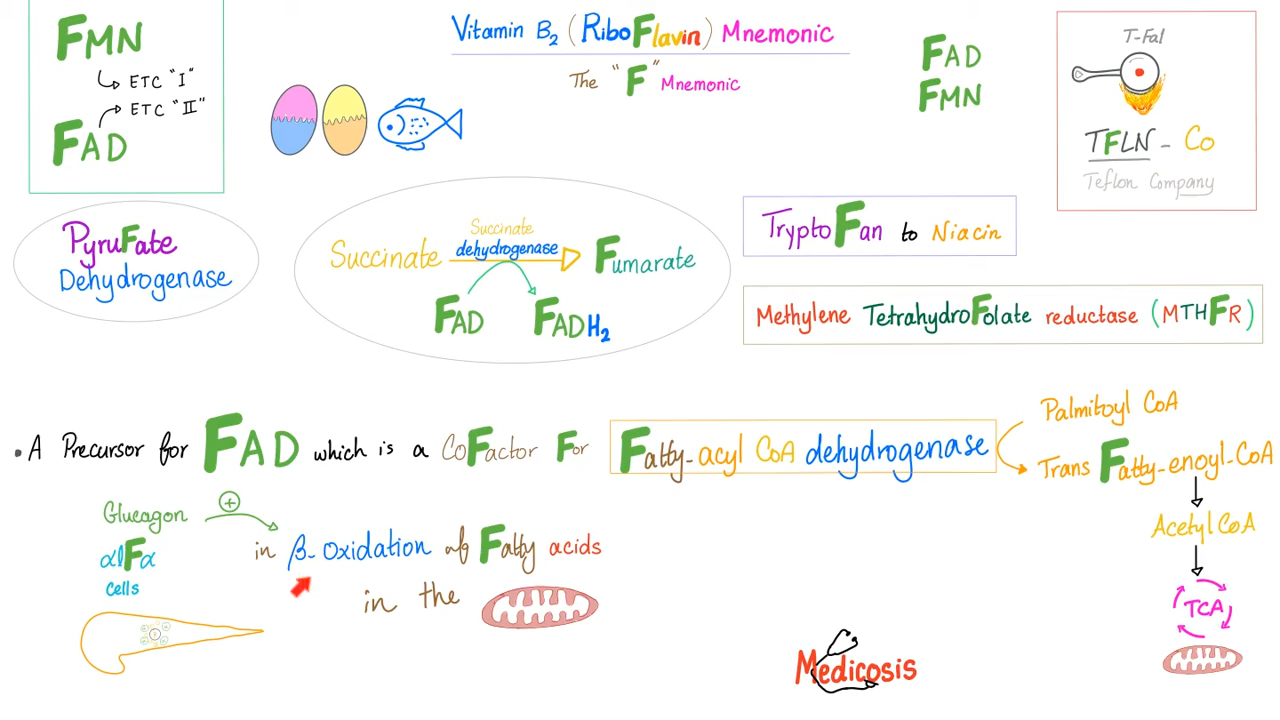 Vitamin B2 (RiboFlavin) Mnemonic
The "F" Mnemonic
FMN
ETC "I"
ETC "II"
FAD
FAD
FMN
T-Fal
TFLN - Co
Teflon Company
PyruFate
Dehydrogenase
Succinate
Succinate
dehydrogenase
Fumarate
FAD
FADH2
TryptoFan to Niacin
Methylene TetrahydroFolate reductase (MTHFR)
• A Precursor for FAD which is a CoFactor For Fatty-acyl CoA dehydrogenase
Palmitoyl CoA
Trans Fatty-enoyl-CoA
Acetyl CoA
TCA
Glucagon
+
alFa
cells
in β-oxidation of Fatty acids
in the
Medicosis